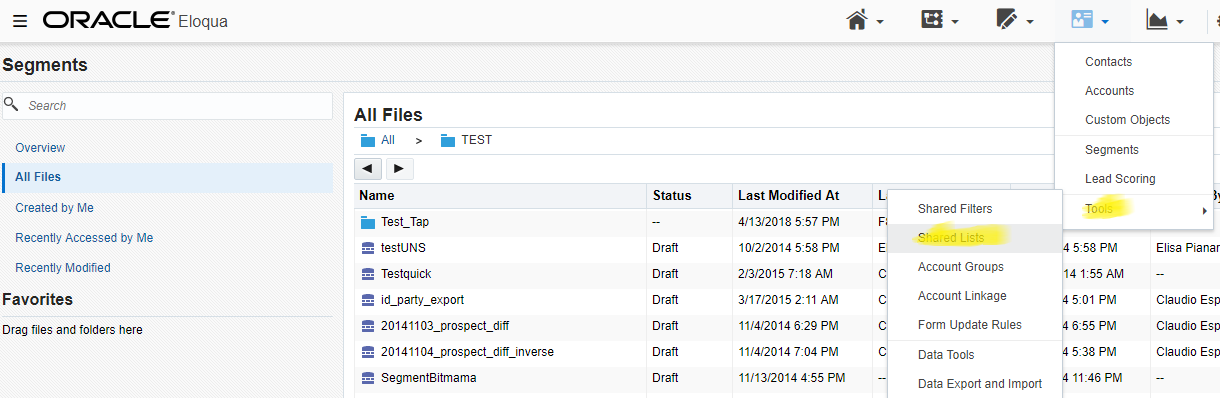 ORACLE® Eloqua
Segments
Search
Overview
All Files
Created by Me
Recently Accessed by Me
Recently Modified
Favorites
Drag files and folders here
All Files
All > TEST
Name Status Last Modified At
Test_Tap -- 4/13/2018 5:57 PM
testUNS Draft 10/2/2014 5:58 PM 4 5:58 PM Elisa Pianar
Testquick Draft 2/3/2015 7:18 AM 14 1:55 AM --
id_party_export Draft 3/17/2015 2:11 AM 4 5:01 PM Claudio Esp
20141103_prospect_diff Draft 11/4/2014 6:29 PM 4 6:55 PM Claudio Esp
20141104_prospect_diff_inverse Draft 11/4/2014 7:04 PM 4 5:38 PM Claudio Esp
SegmentBitmama Draft 11/13/2014 4:55 PM -- 4 11:46 PM --
Contacts
Accounts
Custom Objects
Segments
Lead Scoring
Tools
Shared Filters
Shared Lists
Account Groups
Account Linkage
Form Update Rules
Data Tools
Data Export and Import